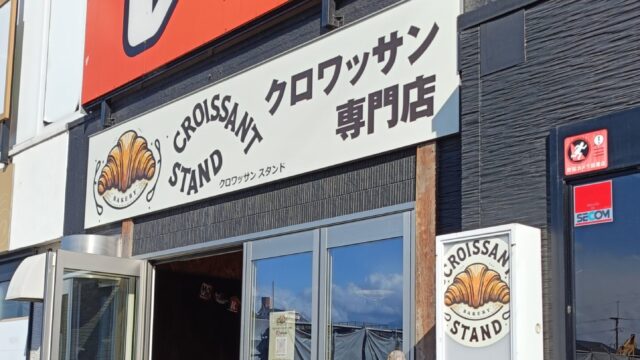 CROISSANT
STAND
クロワッサン スタンド
クロワッサン
専門店
BAKERY
CROISSANT
BAKERY
STAND
SECOM